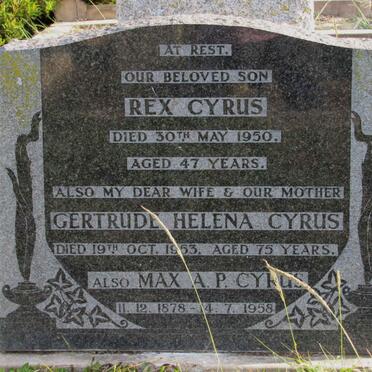 AT REST.
OUR BELOVED SON
REX CYRUS
DIED 30TH MAY 1950.
AGED 47 YEARS.
ALSO MY DEAR WIFE & OUR MOTHER
GERTRUDE HELENA CYRUS
DIED 19TH OCT. 1953, AGED 75 YEARS.
ALSO MAX A. P. CYRUS
11. 12. 1878 - 14. 7. 1958